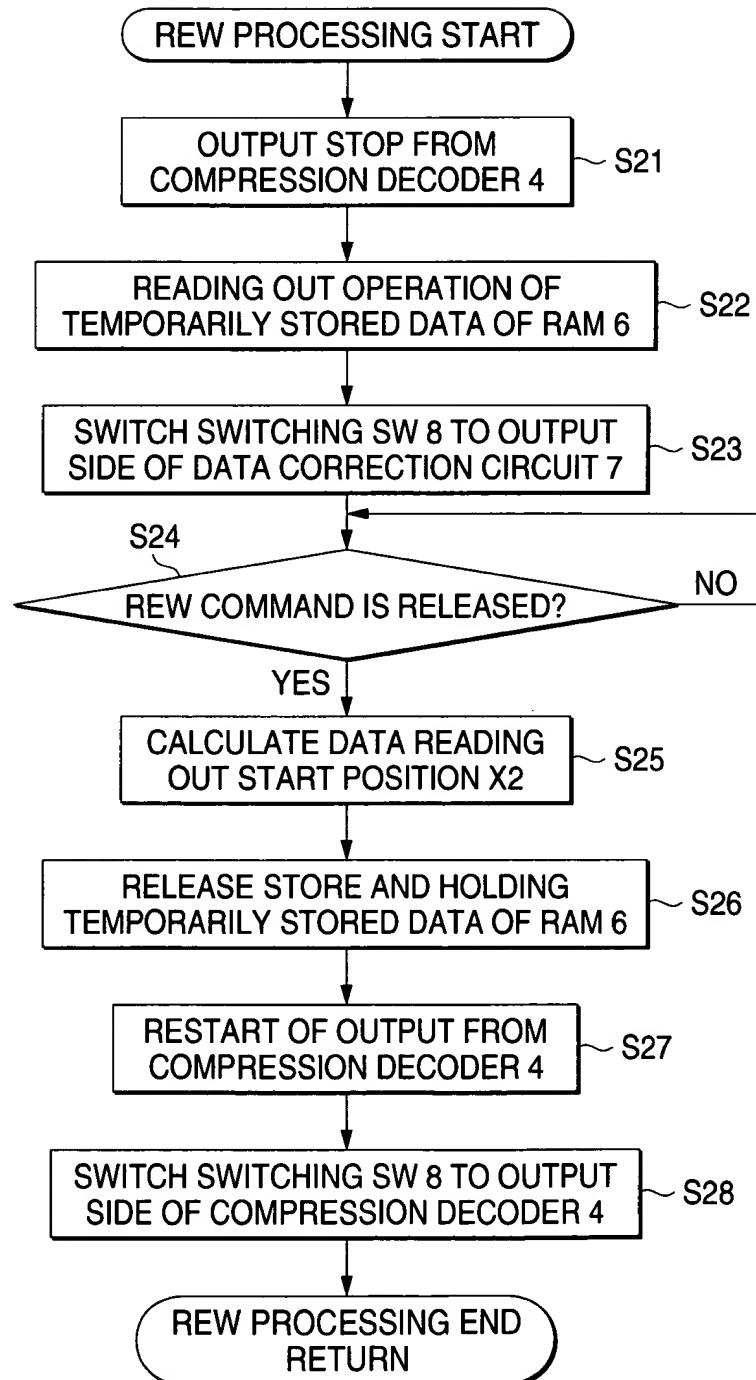 REW PROCESSING START
OUTPUT STOP FROM
COMPRESSION DECODER 4
S21
READING OUT OPERATION OF
TEMPORARILY STORED DATA OF RAM 6
S22
SWITCH SWITCHING SW 8 TO OUTPUT
SIDE OF DATA CORRECTION CIRCUIT 7
S23
S24
REW COMMAND IS RELEASED?
NO
YES
CALCULATE DATA READING
OUT START POSITION X2
S25
RELEASE STORE AND HOLDING
TEMPORARILY STORED DATA OF RAM 6
S26
RESTART OF OUTPUT FROM
COMPRESSION DECODER 4
S27
SWITCH SWITCHING SW 8 TO OUTPUT
SIDE OF COMPRESSION DECODER 4
S28
REW PROCESSING END
RETURN